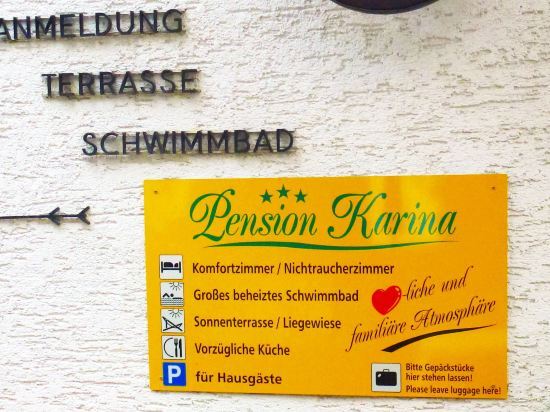 ANMELDUNG
TERRASSE
SCHWIMMBAD
Pension Karina
Komfortzimmer / Nichtraucherzimmer
Großes beheiztes Schwimmbad
Sonnenterrasse / Liegewiese
Vorzügliche Küche
P für Hausgäste
-liche und
familiäre Atmosphäre
Bitte Gepäckstücke
hier stehen lassen!
Please leave luggage here!